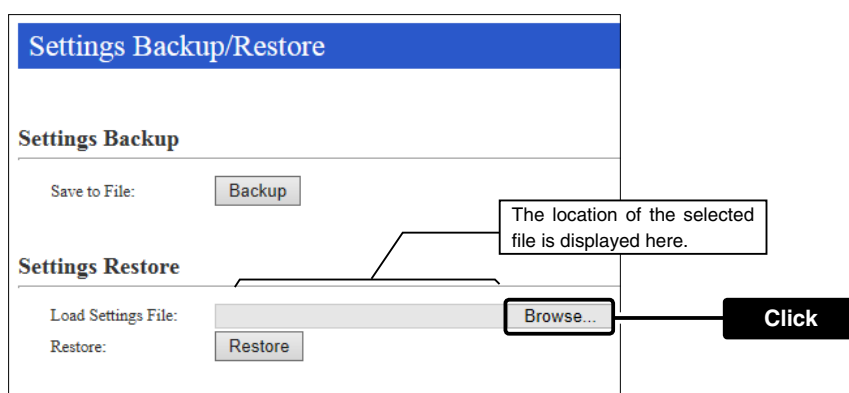 Settings Backup/Restore
Settings Backup
Save to File:
Backup
The location of the selected
file is displayed here.
Settings Restore
Load Settings File:
Browse...
Click
Restore:
Restore